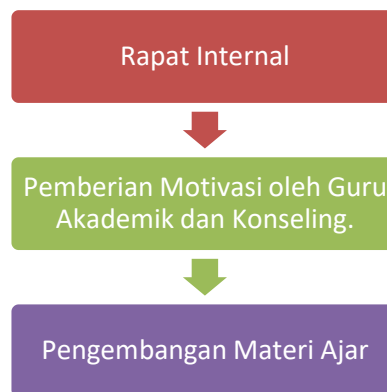 Rapat Internal
Pemberian Motivasi oleh Guru
Akademik dan Konseling.
Pengembangan Materi Ajar